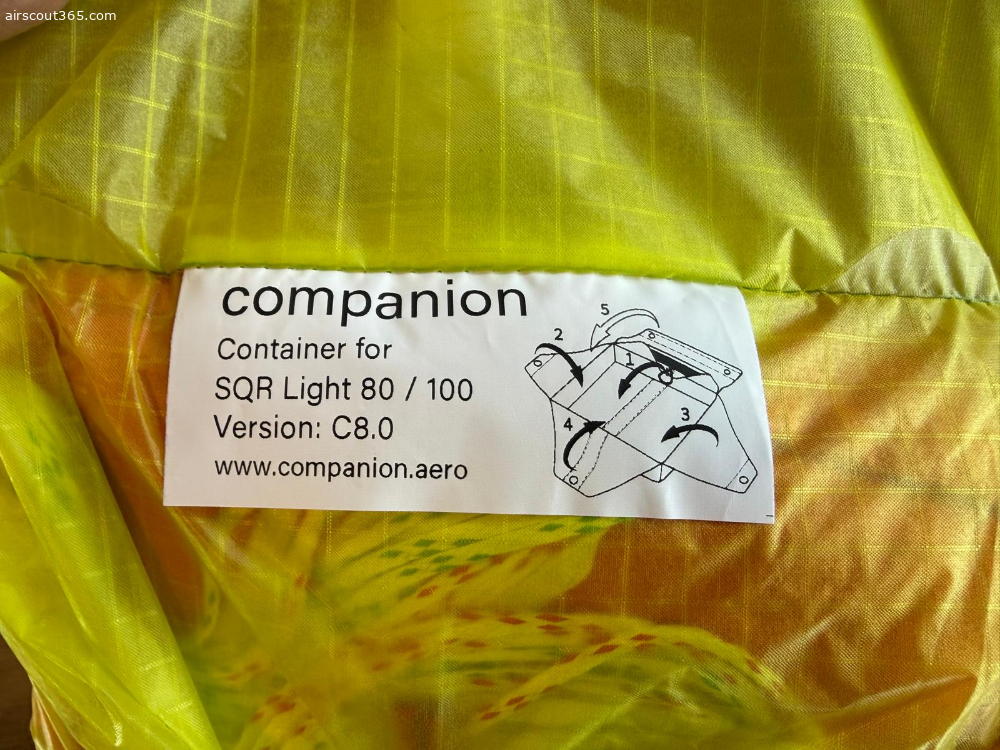 airscout365.com
companion
Container for
SQR Light 80 / 100
Version: C8.0
www.companion.aero
5
2
1
4
3